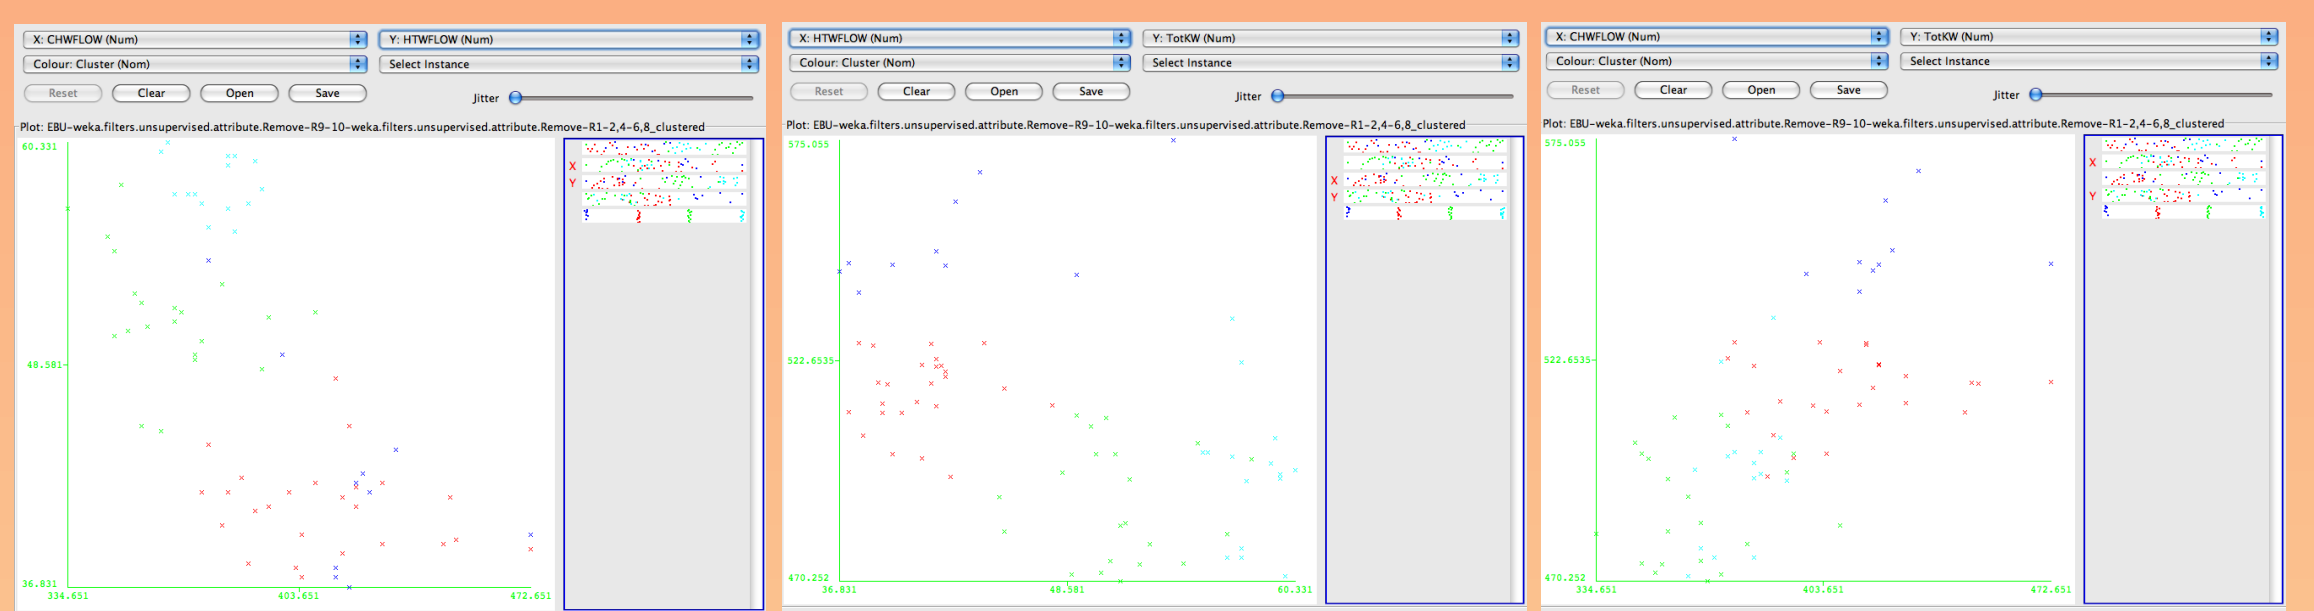 X: CHWFLOW (Num)
Y: HTWFLOW (Num)
Colour: Cluster (Nom)
Select Instance
Reset
Clear
Open
Save
Jitter
Plot: EBU-weka.filters.unsupervised.attribute.Remove-R9-10-weka.filters.unsupervised.attribute.Remove-R1-2,4-6,8_clustered
60.331
48.581
36.831
334.651
403.651
472.651
X
Y
X: HTWFLOW (Num)
Y: TotKW (Num)
Colour: Cluster (Nom)
Select Instance
Reset
Clear
Open
Save
Jitter
Plot: EBU-weka.filters.unsupervised.attribute.Remove-R9-10-weka.filters.unsupervised.attribute.Remove-R1-2,4-6,8_clustered
575.055
522.6535
470.252
36.831
48.581
60.331
X
Y
X: CHWFLOW (Num)
Y: TotKW (Num)
Colour: Cluster (Nom)
Select Instance
Reset
Clear
Open
Save
Jitter
Plot: EBU-weka.filters.unsupervised.attribute.Remove-R9-10-weka.filters.unsupervised.attribute.Remove-R1-2,4-6,8_clustered
575.055
522.6535
470.252
334.651
403.651
472.651
X
Y